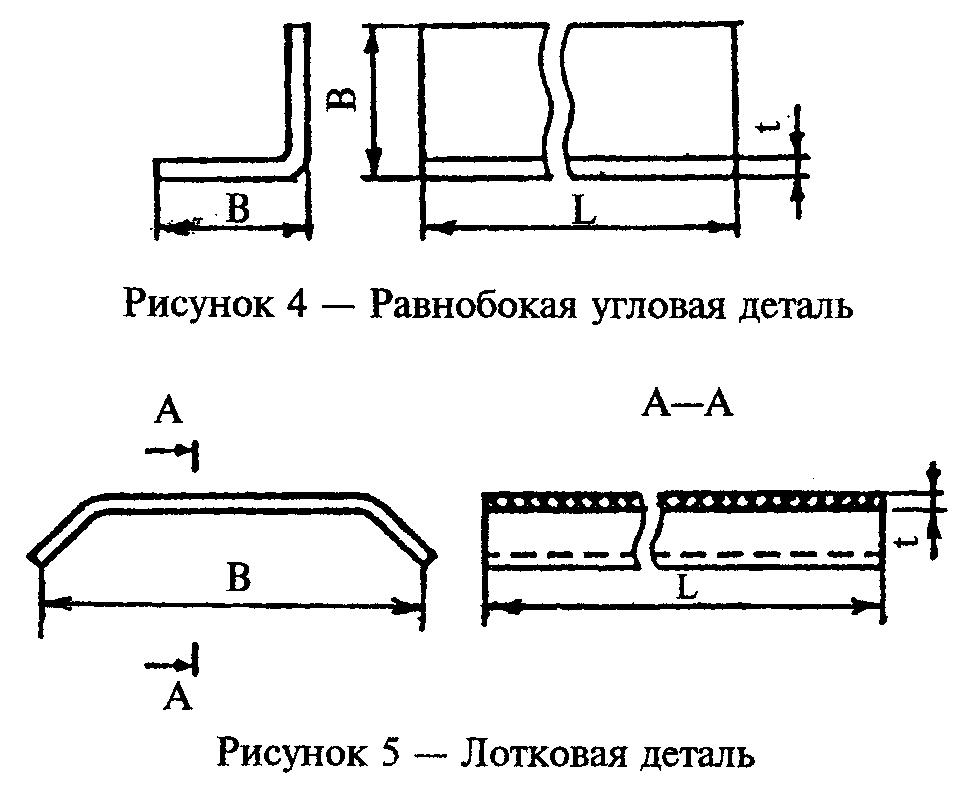 B
t
B
L
Рисунок 4 — Равнобокая угловая деталь
А
А—А
B
t
L
А
Рисунок 5 — Лотковая деталь